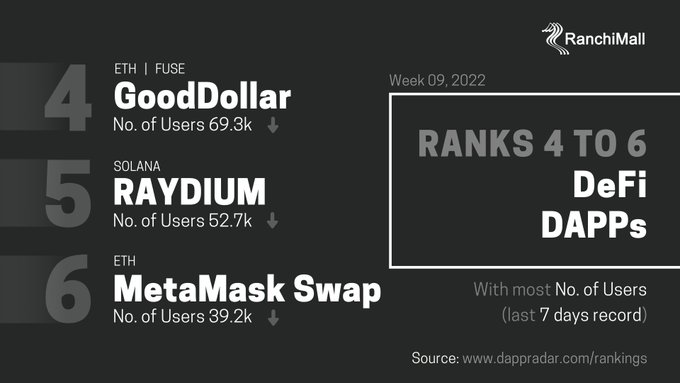 RanchiMall
4
ETH | FUSE
GoodDollar
No. of Users 69.3k
5
SOLANA
RAYDIUM
No. of Users 52.7k
6
ETH
MetaMask Swap
No. of Users 39.2k
Week 09, 2022
RANKS 4 TO 6
DeFi
DAPPs
With most No. of Users
(last 7 days record)
Source: www.dappradar.com/rankings